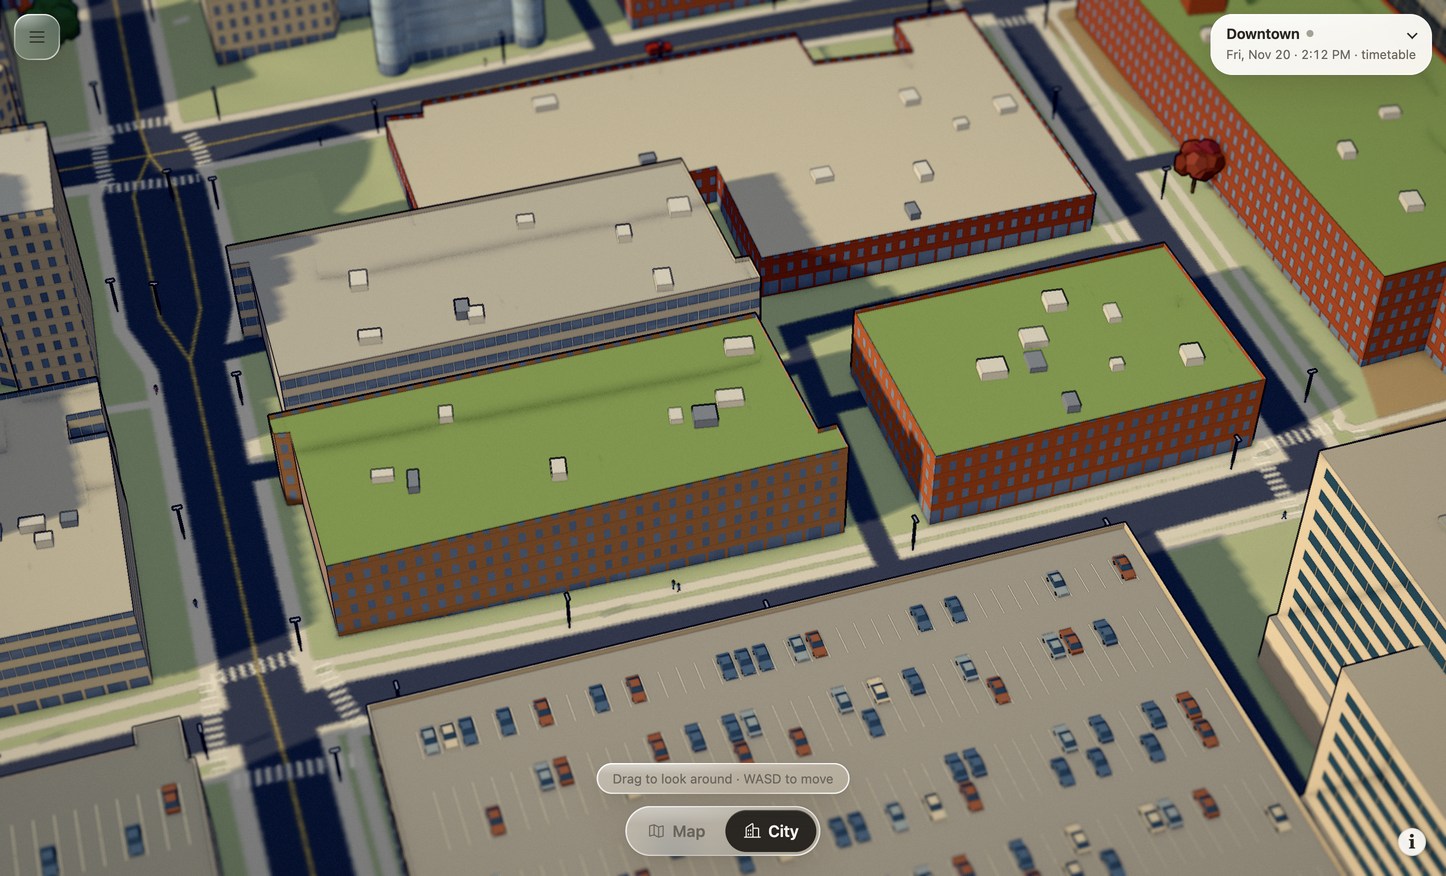 Downtown
Fri, Nov 20 · 2:12 PM · timetable
Drag to look around · WASD to move
Map
City
i